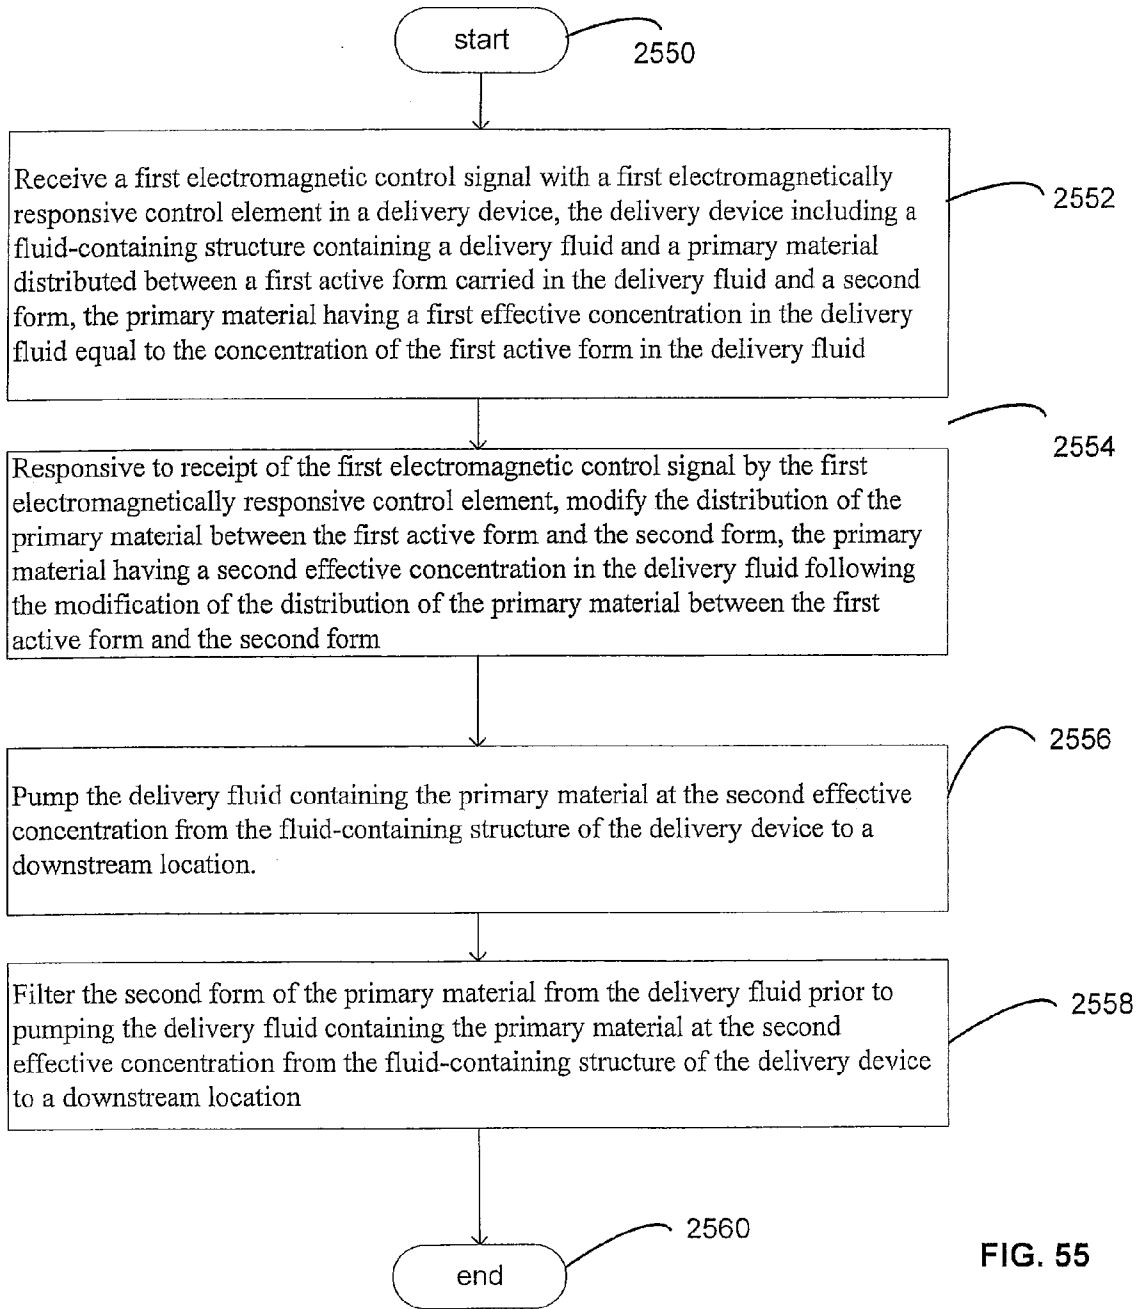 start
2550
Receive a first electromagnetic control signal with a first electromagnetically
responsive control element in a delivery device, the delivery device including a
fluid-containing structure containing a delivery fluid and a primary material
distributed between a first active form carried in the delivery fluid and a second
form, the primary material having a first effective concentration in the delivery
fluid equal to the concentration of the first active form in the delivery fluid
2552
2554
Responsive to receipt of the first electromagnetic control signal by the first
electromagnetically responsive control element, modify the distribution of the
primary material between the first active form and the second form, the primary
material having a second effective concentration in the delivery fluid following
the modification of the distribution of the primary material between the first
active form and the second form
2556
Pump the delivery fluid containing the primary material at the second effective
concentration from the fluid-containing structure of the delivery device to a
downstream location.
Filter the second form of the primary material from the delivery fluid prior to
pumping the delivery fluid containing the primary material at the second
effective concentration from the fluid-containing structure of the delivery device
to a downstream location
2558
2560
end
FIG. 55